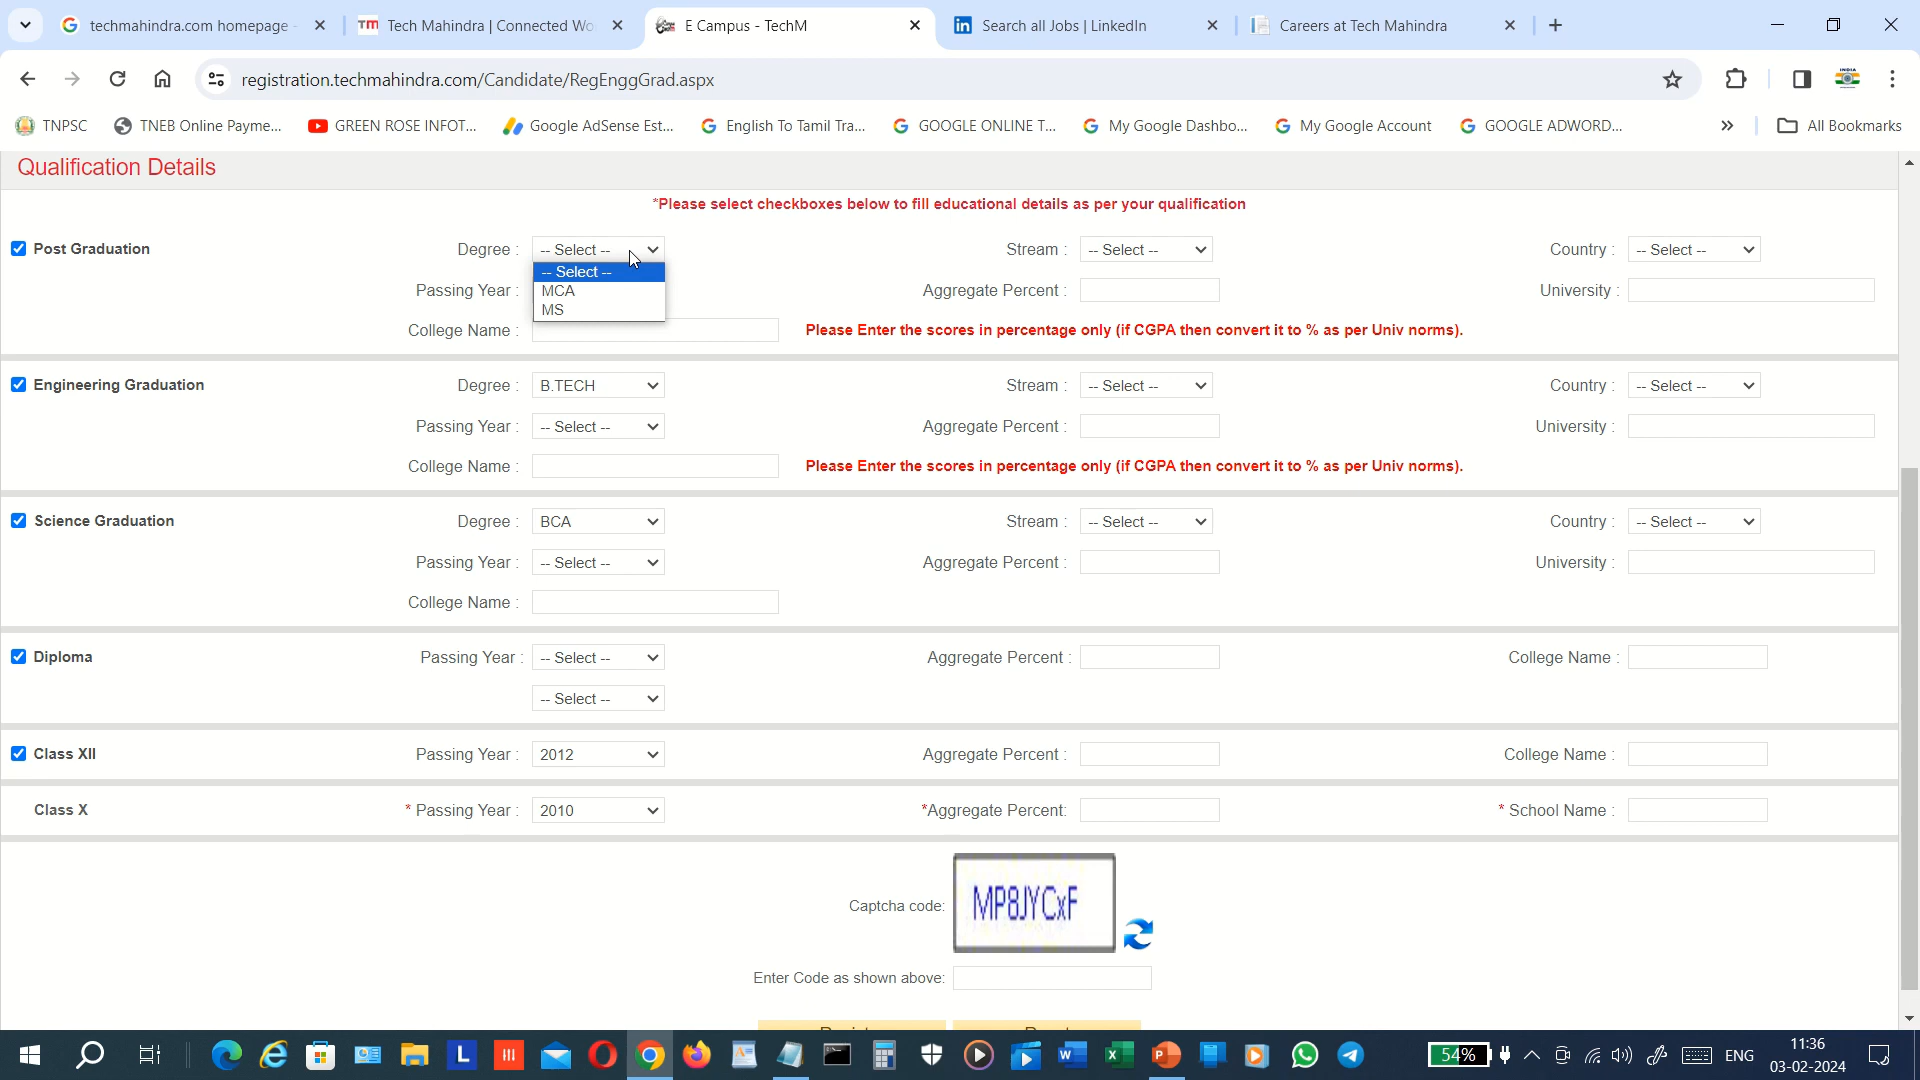 techmahindra.com homepage -
Tech Mahindra | Connected Wo
E Campus - TechM
Search all Jobs | LinkedIn
Careers at Tech Mahindra
registration.techmahindra.com/Candidate/RegEnggGrad.aspx
TNPSC
TNEB Online Payme...
GREEN ROSE INFOT...
Google AdSense Est...
English To Tamil Tra...
GOOGLE ONLINE T...
My Google Dashbo...
My Google Account
GOOGLE ADWORD...
All Bookmarks
Qualification Details
*Please select checkboxes below to fill educational details as per your qualification
Post Graduation Degree : -- Select -- Stream : -- Select -- Country : -- Select --
-- Select --
MCA
MS
Passing Year : Aggregate Percent : University :
College Name : Please Enter the scores in percentage only (if CGPA then convert it to % as per Univ norms).
Engineering Graduation Degree : B.TECH Stream : -- Select -- Country : -- Select --
Passing Year : -- Select -- Aggregate Percent : University :
College Name : Please Enter the scores in percentage only (if CGPA then convert it to % as per Univ norms).
Science Graduation Degree : BCA Stream : -- Select -- Country : -- Select --
Passing Year : -- Select -- Aggregate Percent : University :
College Name :
Diploma Passing Year : -- Select -- Aggregate Percent : College Name :
-- Select --
Class XII Passing Year : 2012 Aggregate Percent : College Name :
Class X * Passing Year : 2010 *Aggregate Percent: * School Name :
Captcha code: MP8JYCxF
Enter Code as shown above:
54%
ENG
11:36
03-02-2024